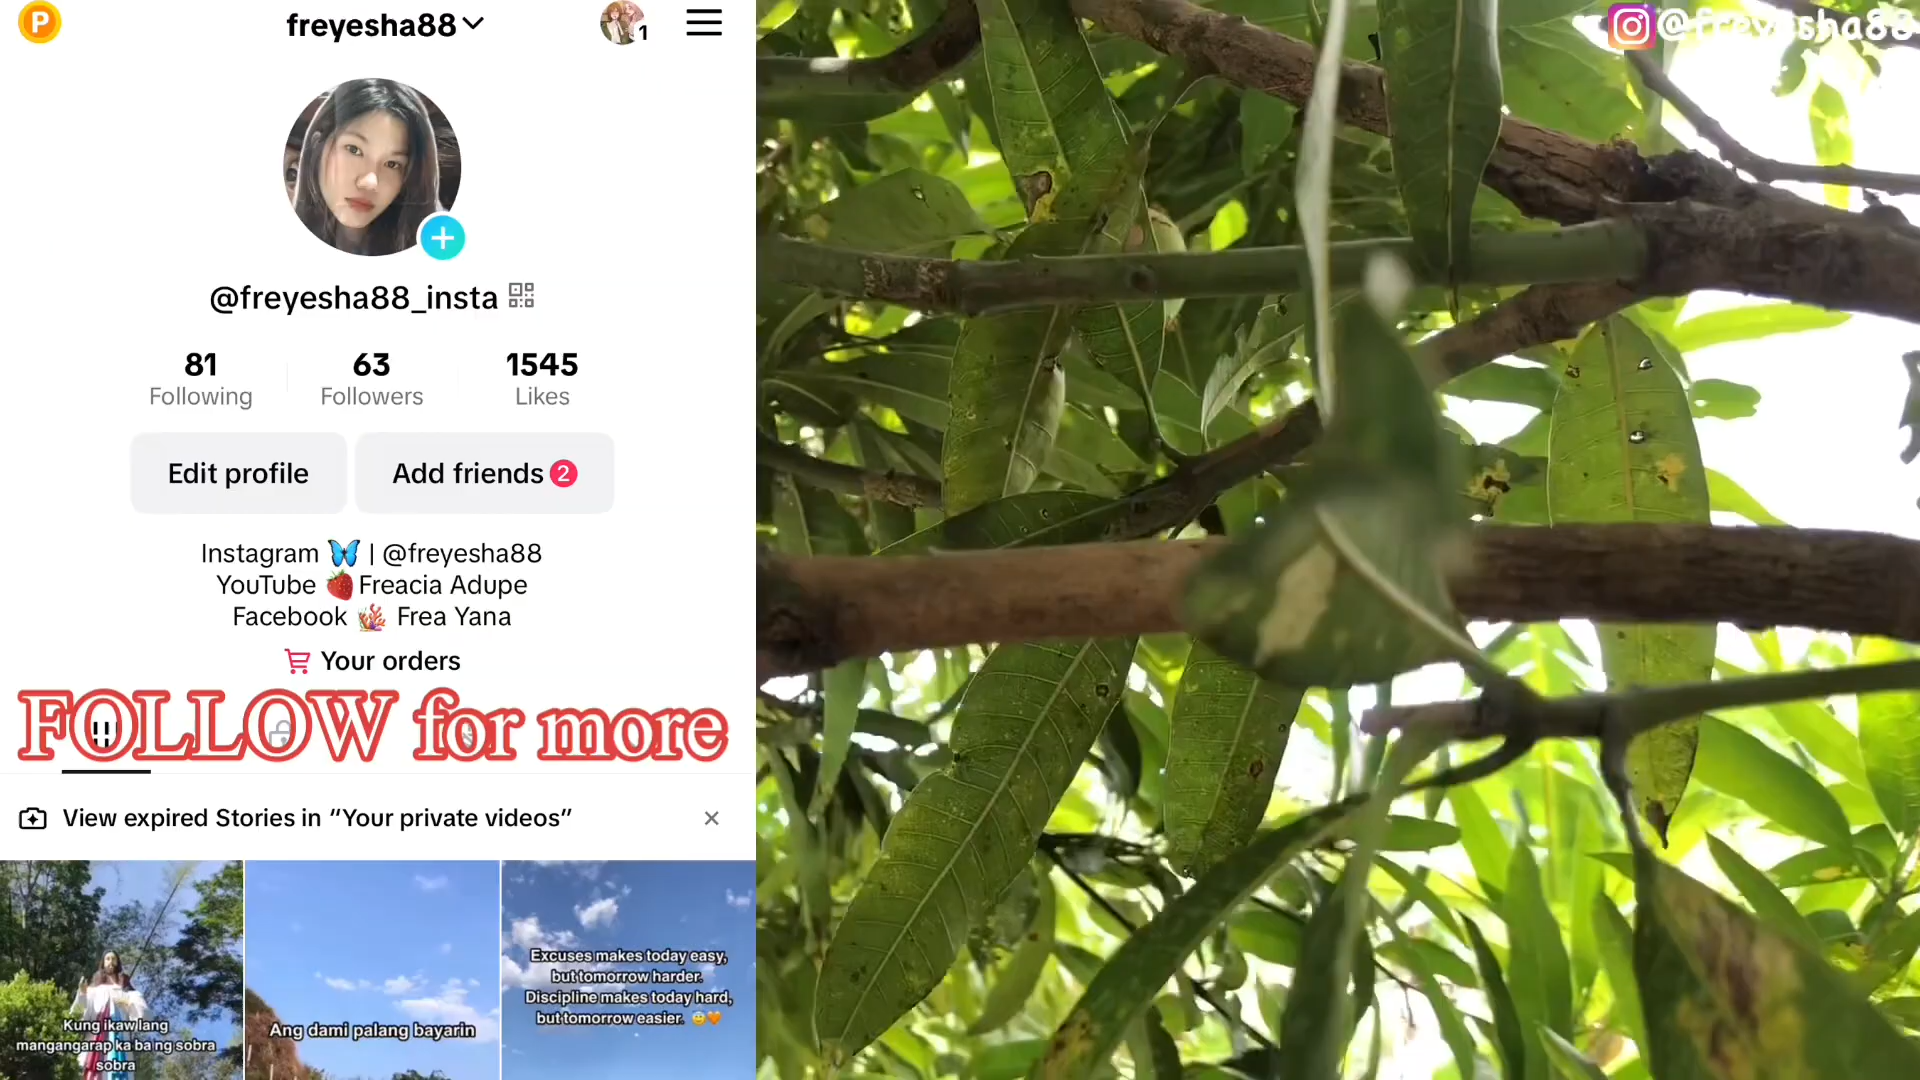 P
freyesha88
1
@freyesha88
@freyesha88_insta
81
63
1545
Following
Followers
Likes
Edit profile
Add friends 2
Instagram 🦋 | @freyesha88
YouTube 🍓 Freacia Adupe
Facebook 🪸 Frea Yana
Your orders
FOLLOW for more
View expired Stories in “Your private videos”
Kung ikaw lang
mangangarap ka ba ng sobra
sobra
Ang dami palang bayarin
Excuses makes today easy,
but tomorrow harder.
Discipline makes today hard,
but tomorrow easier. 😇🧡